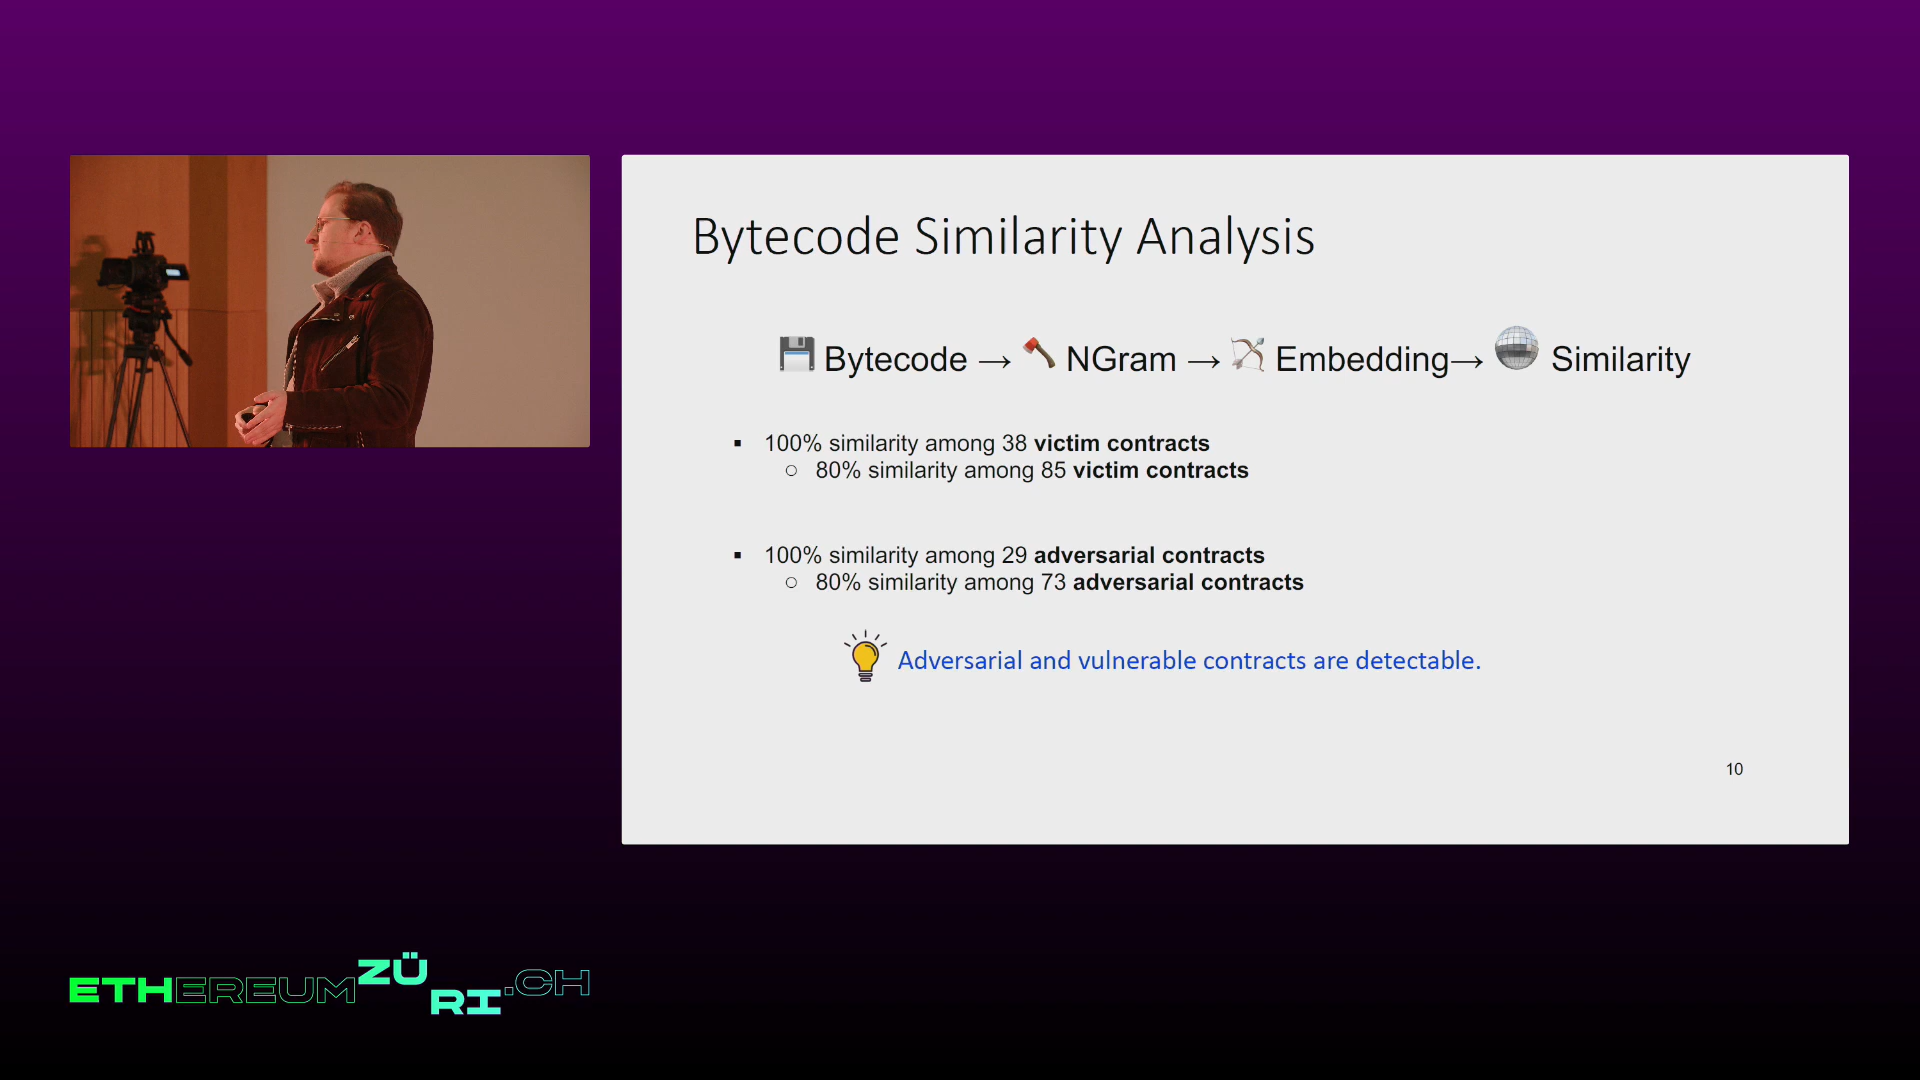 Bytecode Similarity Analysis
Bytecode → NGram → Embedding→ Similarity
▪ 100% similarity among 38 victim contracts
○ 80% similarity among 85 victim contracts
▪ 100% similarity among 29 adversarial contracts
○ 80% similarity among 73 adversarial contracts
Adversarial and vulnerable contracts are detectable.
10
ETHEREUMZÜRI.CH